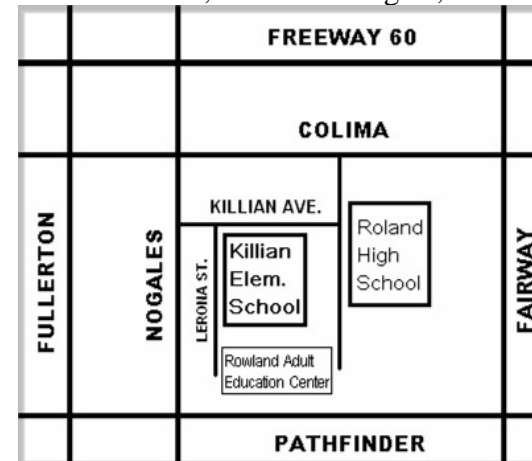 FREEWAY 60
COLIMA
FULLERTON
NOGALES
KILLIAN AVE.
LERONA ST.
Killian
Elem.
School
Roland
High
School
FAIRWAY
Rowland Adult
Education Center
PATHFINDER